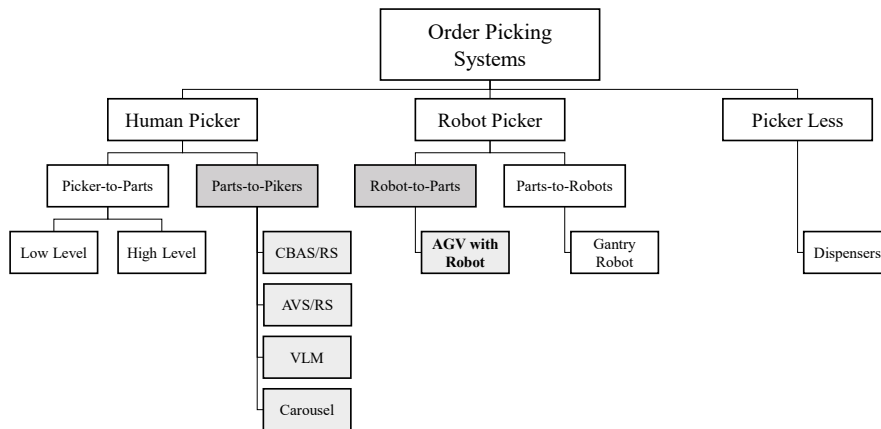 Order Picking
Systems
Human Picker
Robot Picker
Picker Less
Picker-to-Parts
Parts-to-Pikers
Robot-to-Parts
Parts-to-Robots
Low Level
High Level
CBAS/RS
AGV with
Robot
Gantry
Robot
Dispensers
AVS/RS
VLM
Carousel